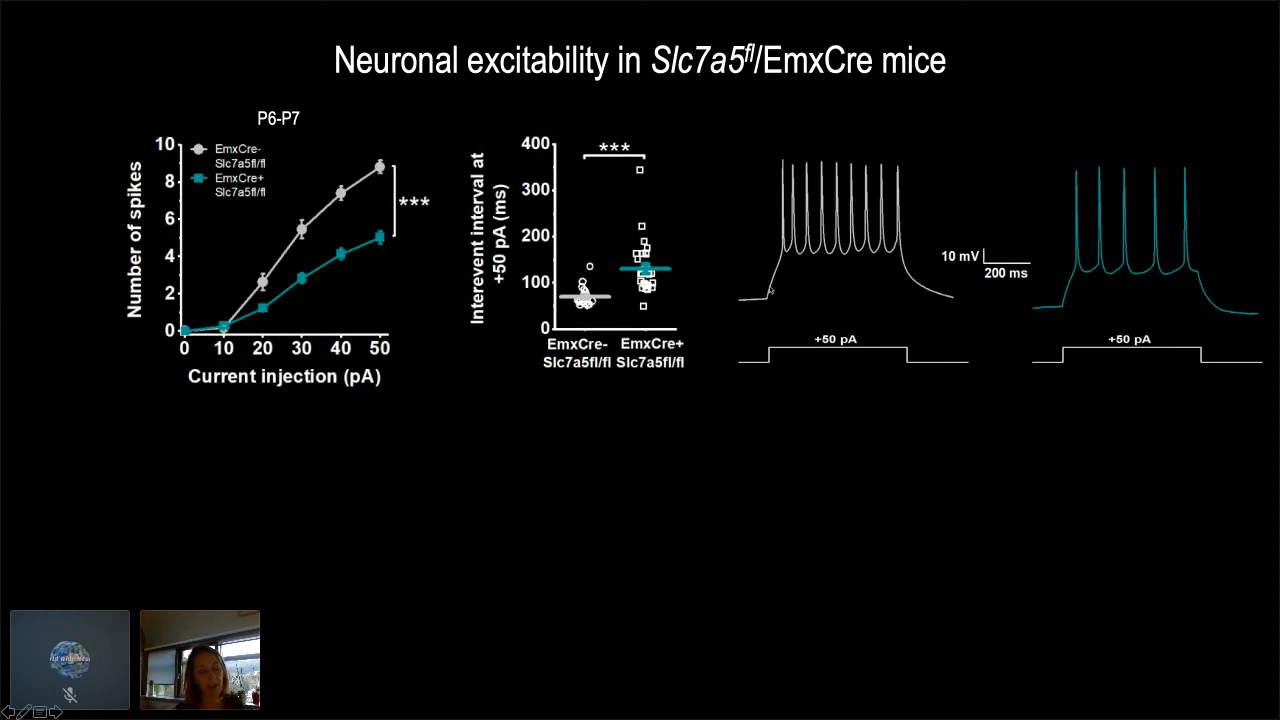 Neuronal excitability in Slc7a5fl/EmxCre mice
P6-P7
10
8
6
4
2
0
Number of spikes
EmxCre-
Slc7a5fl/fl
EmxCre+
Slc7a5fl/fl
***
0 10 20 30 40 50
Current injection (pA)
Interevent interval at
+50 pA (ms)
400
300
200
100
0
***
EmxCre- EmxCre+
Slc7a5fl/fl Slc7a5fl/fl
10 mV
200 ms
+50 pA
+50 pA